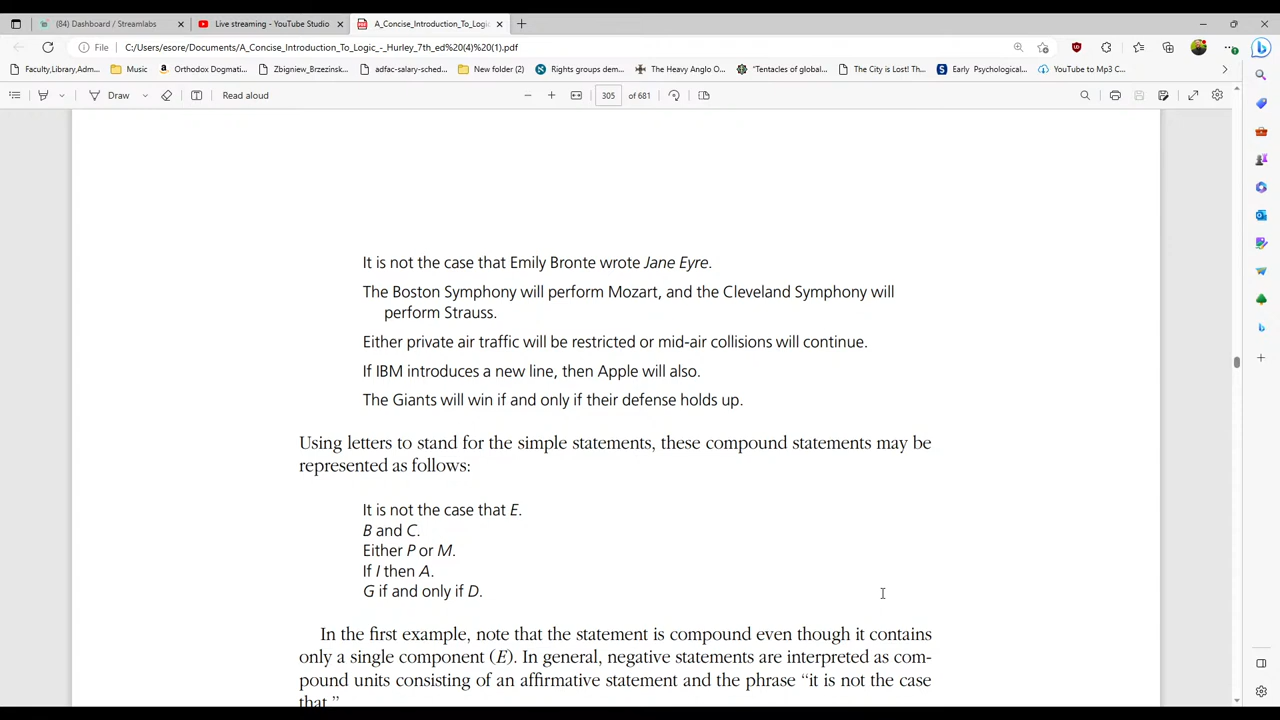 (84) Dashboard / Streamlabs
Live streaming - YouTube Studio
A_Concise_Introduction_To_Logic
File
C:/Users/esore/Documents/A_Concise_Introduction_To_Logic_-_Hurley_7th_ed%20(4)%20(1).pdf
Faculty,Library,Adm...
Music
Orthodox Dogmati...
Zbigniew_Brzezinsk...
adfac-salary-sched...
New folder (2)
Rights groups dem...
The Heavy Anglo O...
"Tentacles of global...
The City is Lost! Th...
Early Psychological...
YouTube to Mp3 C...
Draw
Read aloud
305
of 681
It is not the case that Emily Bronte wrote Jane Eyre.
The Boston Symphony will perform Mozart, and the Cleveland Symphony will
perform Strauss.
Either private air traffic will be restricted or mid-air collisions will continue.
If IBM introduces a new line, then Apple will also.
The Giants will win if and only if their defense holds up.
Using letters to stand for the simple statements, these compound statements may be
represented as follows:
It is not the case that E.
B and C.
Either P or M.
If I then A.
G if and only if D.
In the first example, note that the statement is compound even though it contains
only a single component (E). In general, negative statements are interpreted as com-
pound units consisting of an affirmative statement and the phrase “it is not the case
that.”